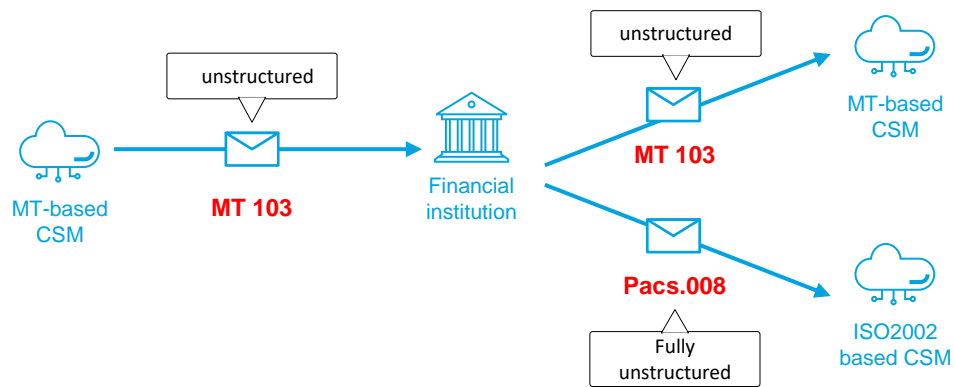 unstructured
MT-based
CSM
MT 103
Financial
institution
unstructured
MT 103
MT-based
CSM
Pacs.008
Fully
unstructured
ISO2002
based CSM